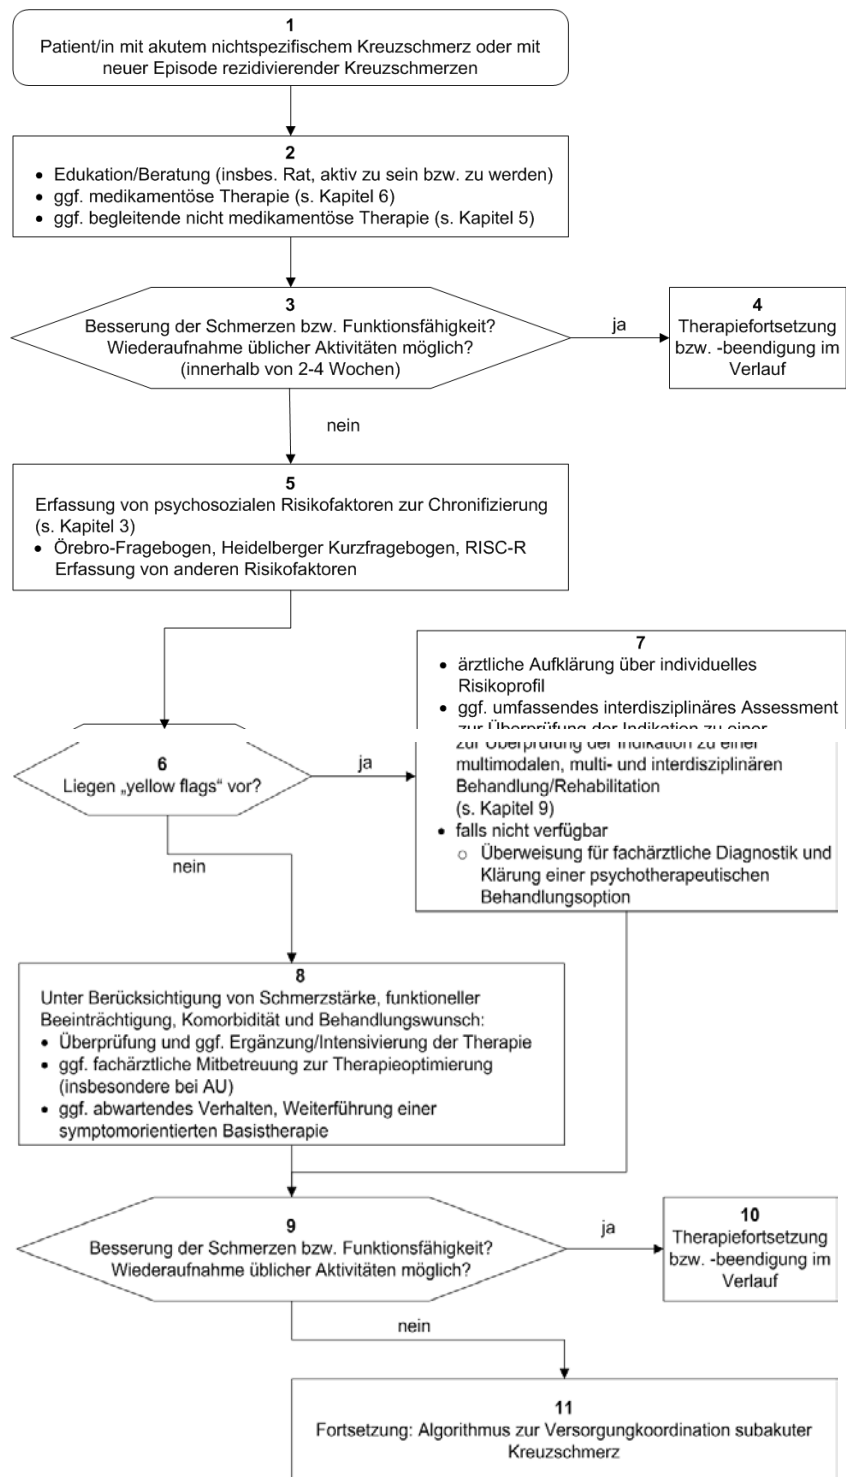 1
Patient/in mit akutem nichtspezifischem Kreuzschmerz oder mit
neuer Episode rezidivierender Kreuzschmerzen
2
• Edukation/Beratung (insbes. Rat, aktiv zu sein bzw. zu werden)
• ggf. medikamentöse Therapie (s. Kapitel 6)
• ggf. begleitende nicht medikamentöse Therapie (s. Kapitel 5)
3
Besserung der Schmerzen bzw. Funktionsfähigkeit?
Wiederaufnahme üblicher Aktivitäten möglich?
(innerhalb von 2-4 Wochen)
ja
4
Therapiefortsetzung
bzw. -beendigung im
Verlauf
nein
5
Erfassung von psychosozialen Risikofaktoren zur Chronifizierung
(s. Kapitel 3)
• Örebro-Fragebogen, Heidelberger Kurzfragebogen, RISC-R
Erfassung von anderen Risikofaktoren
6
Liegen „yellow flags“ vor?
ja
7
• ärztliche Aufklärung über individuelles
Risikoprofil
• ggf. umfassendes interdisziplinäres Assessment
zur Überprüfung der Indikation zu einer
zur Überprüfung der Indikation zu einer
multimodalen, multi- und interdisziplinären
Behandlung/Rehabilitation
(s. Kapitel 9)
• falls nicht verfügbar
○ Überweisung für fachärztliche Diagnostik und
Klärung einer psychotherapeutischen
Behandlungsoption
nein
8
Unter Berücksichtigung von Schmerzstärke, funktioneller
Beeinträchtigung, Komorbidität und Behandlungswunsch:
• Überprüfung und ggf. Ergänzung/Intensivierung der Therapie
• ggf. fachärztliche Mitbetreuung zur Therapieoptimierung
(insbesondere bei AU)
• ggf. abwartendes Verhalten, Weiterführung einer
symptomorientierten Basistherapie
9
Besserung der Schmerzen bzw. Funktionsfähigkeit?
Wiederaufnahme üblicher Aktivitäten möglich?
ja
10
Therapiefortsetzung
bzw. -beendigung im
Verlauf
nein
11
Fortsetzung: Algorithmus zur Versorgungkoordination subakuter
Kreuzschmerz